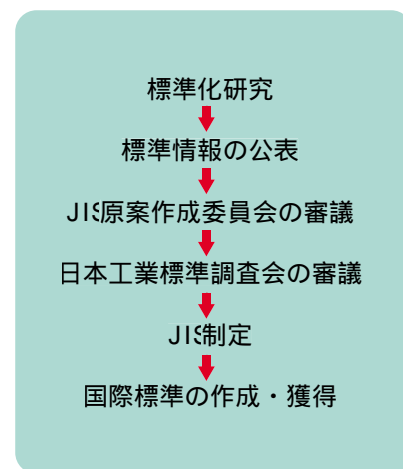 標準化研究
標準情報の公表
JIS原案作成委員会の審議
日本工業標準調査会の審議
JIS制定
国際標準の作成・獲得